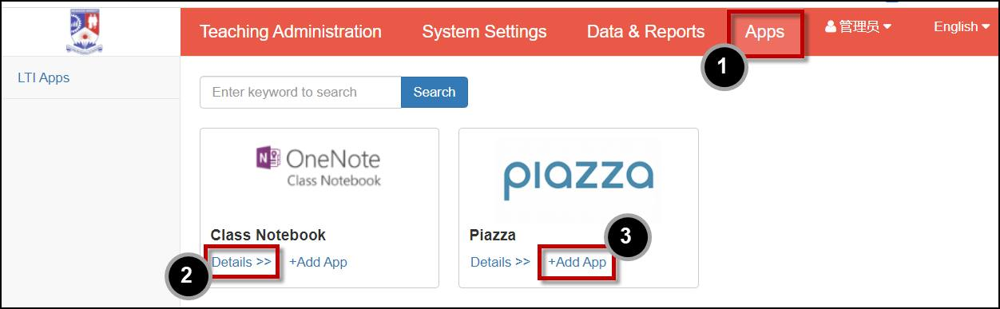 Teaching Administration System Settings Data & Reports Apps 管理员 English
1
LTI Apps
Enter keyword to search Search
N OneNote
Class Notebook
piazza
Class Notebook
Piazza
3
Details >> +Add App
Details >> +Add App
2